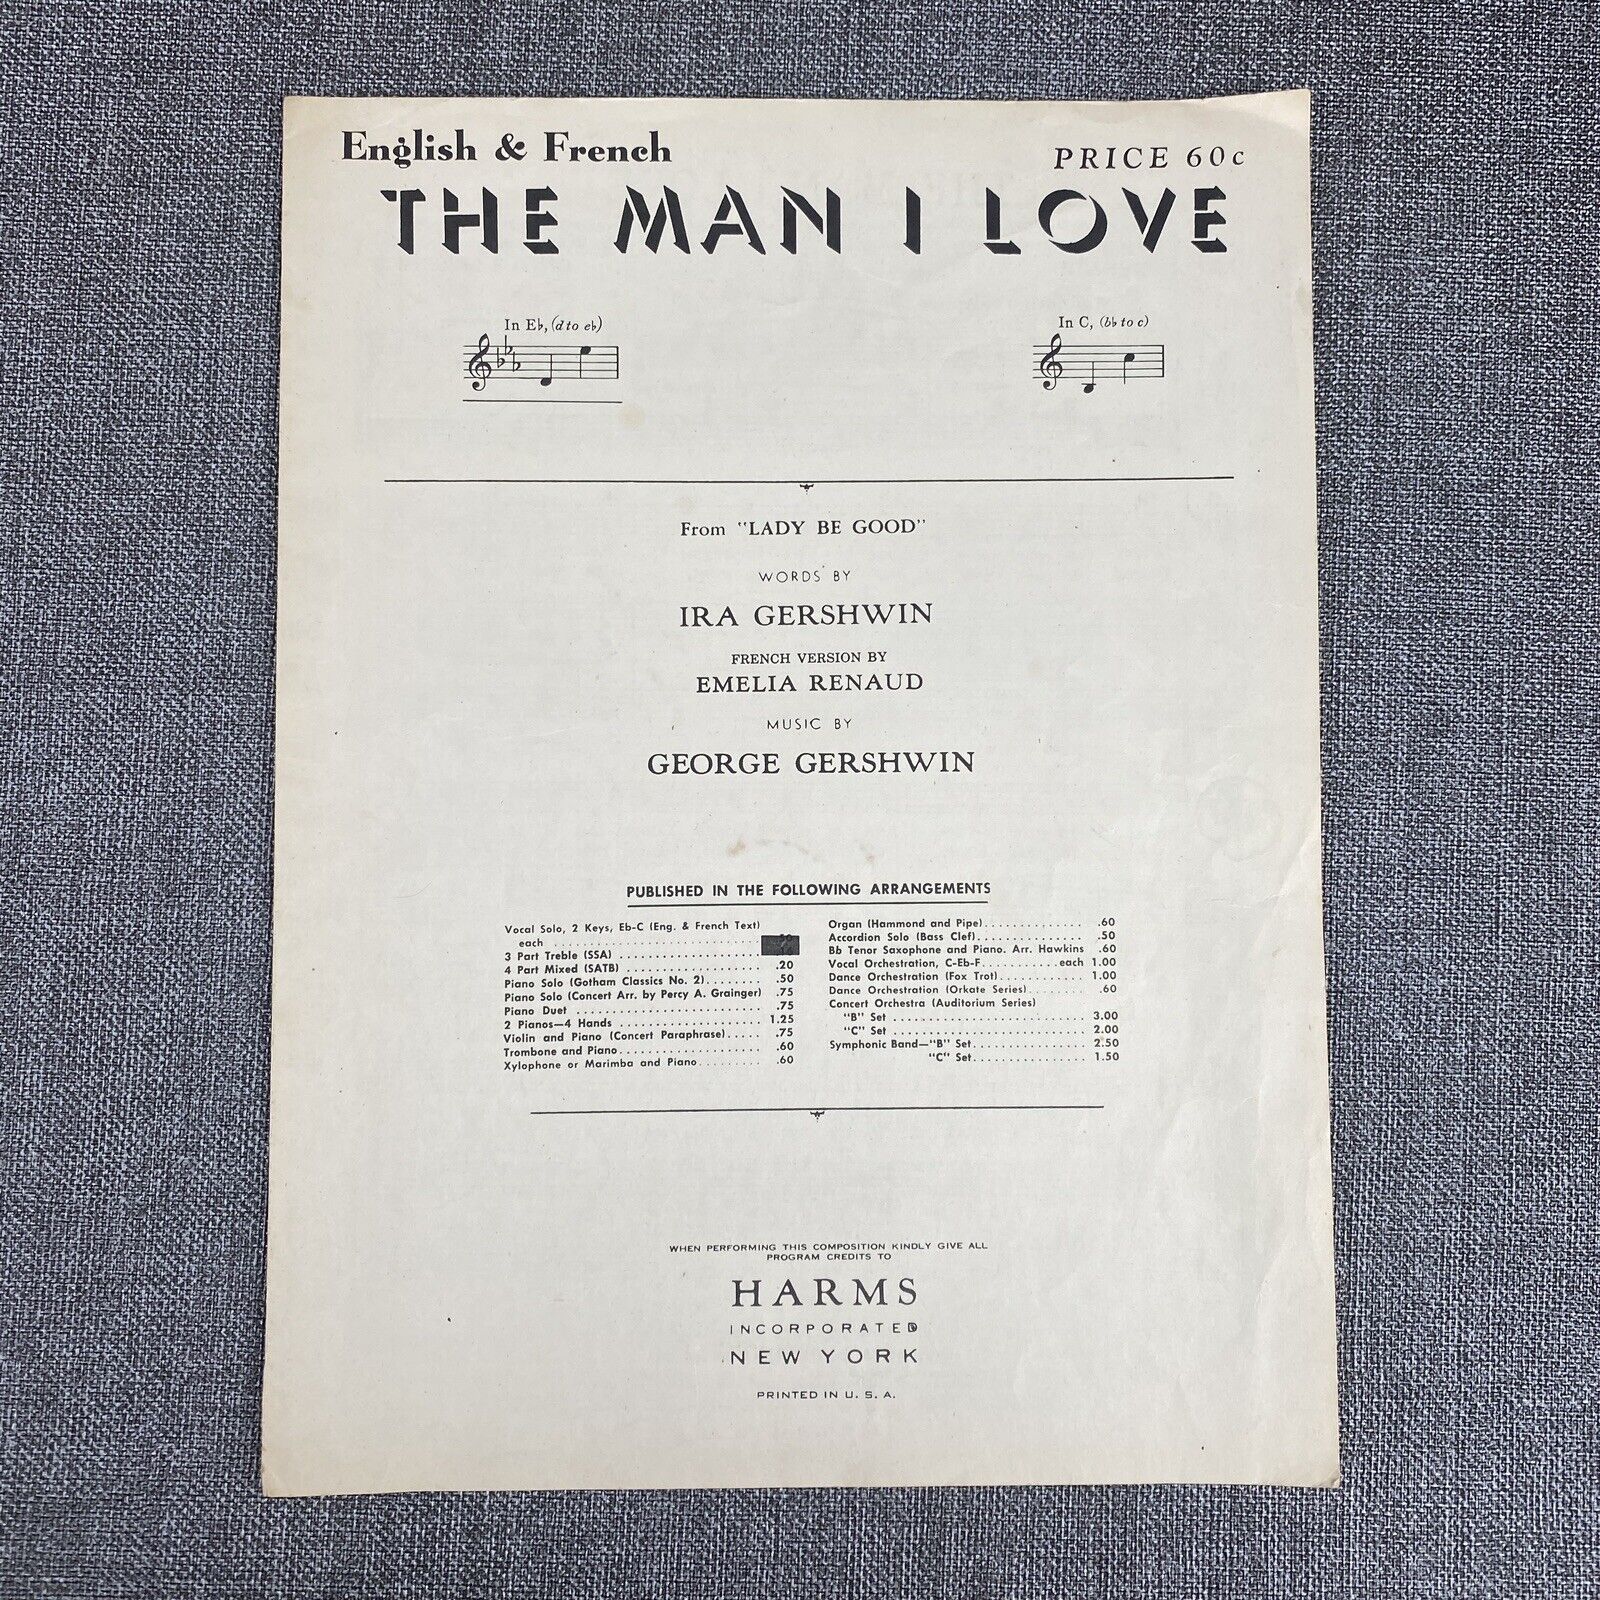 English & French
PRICE 60c
THE MAN I LOVE
In E♭, (d to e♭)
In C, (b♭ to c)
From "LADY BE GOOD"
WORDS BY
IRA GERSHWIN
FRENCH VERSION BY
EMELIA RENAUD
MUSIC BY
GEORGE GERSHWIN
PUBLISHED IN THE FOLLOWING ARRANGEMENTS
Vocal Solo, 2 Keys, Eb-C (Eng. & French Text)
each
3 Part Treble (SSA)
4 Part Mixed (SATB) .20
Piano Solo (Gotham Classics No. 2) .50
Piano Solo (Concert Arr. by Percy A. Grainger) .75
Piano Duet .75
2 Pianos—4 Hands 1.25
Violin and Piano (Concert Paraphrase) .75
Trombone and Piano .60
Xylophone or Marimba and Piano .60
Organ (Hammond and Pipe) .60
Accordion Solo (Bass Clef) .50
Bb Tenor Saxophone and Piano. Arr. Hawkins .60
Vocal Orchestration, C-Eb-F each 1.00
Dance Orchestration (Fox Trot) 1.00
Dance Orchestration (Orkate Series) .60
Concert Orchestra (Auditorium Series)
"B" Set 3.00
"C" Set 2.00
Symphonic Band—"B" Set 2.50
"C" Set 1.50
WHEN PERFORMING THIS COMPOSITION KINDLY GIVE ALL
PROGRAM CREDITS TO
HARMS
INCORPORATED
NEW YORK
PRINTED IN U. S. A.